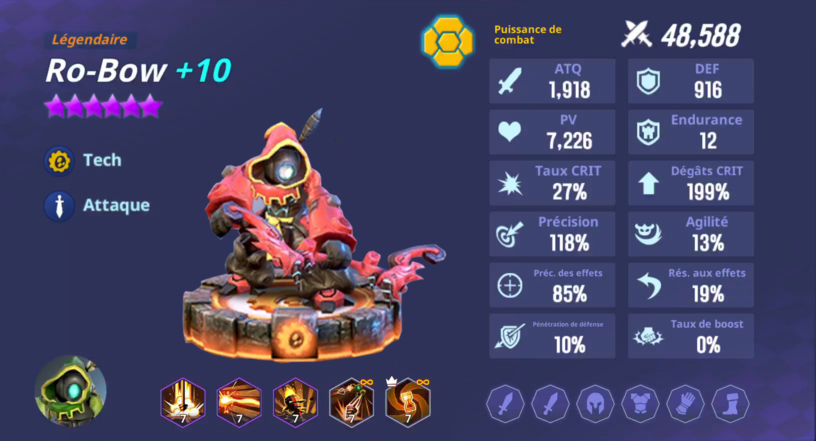 Légendaire
Ro-Bow +10
Tech
Attaque
Puissance de
combat
48,588
ATQ
1,918
DEF
916
PV
7,226
Endurance
12
Taux CRIT
27%
Dégâts CRIT
199%
Précision
118%
Agilité
13%
Préc. des effets
85%
Rés. aux effets
19%
Pénétration de défense
10%
Taux de boost
0%
7
7
7
∞
7
∞
7